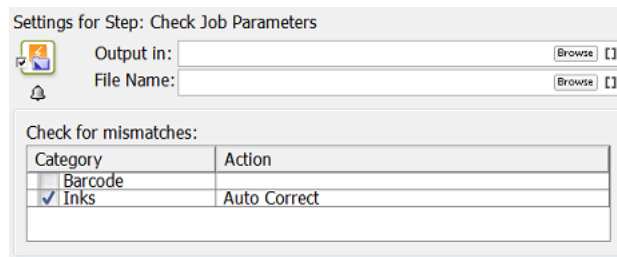 Settings for Step: Check Job Parameters
Output in: Browse []
File Name: Browse []
Check for mismatches:
Category Action
Barcode
Inks Auto Correct